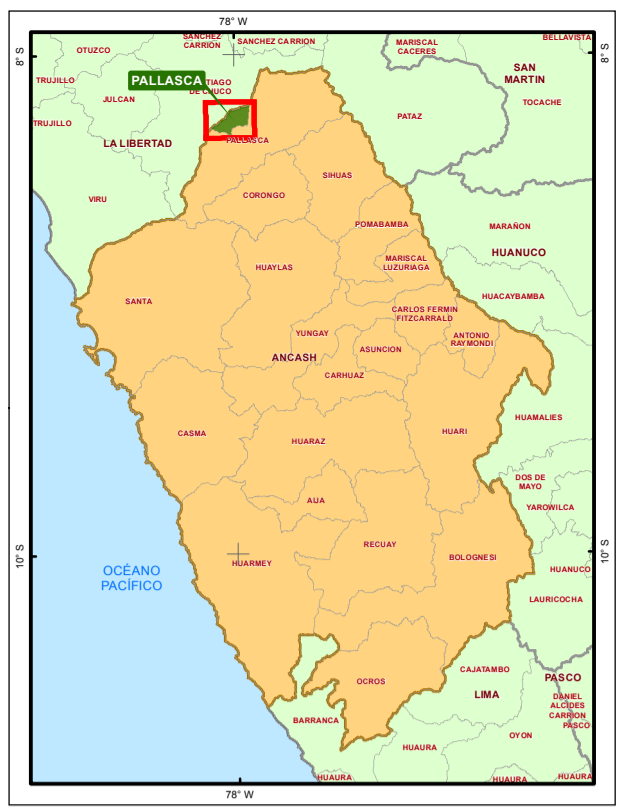 78° W
8° S
8° S
SANCHEZ
CARRIÓN
SANCHEZ CARRION
MARISCAL
CACERES
BELLAVISTA
OTUZCO
SAN
MARTIN
TRUJILLO
PALLASCA
TIAGO
DE CHUCO
JULCAN
TOCACHE
PATAZ
TRUJILLO
LA LIBERTAD
PALLASCA
SIHUAS
CORONGO
VIRU
POMABAMBA
MARAÑON
HUANUCO
MARISCAL
LUZURIAGA
HUAYLAS
SANTA
HUACAYBAMBA
CARLOS FERMIN
FITZCARRALD
YUNGAY
ANTONIO
RAYMONDI
ASUNCION
ANCASH
CARHUAZ
HUAMALIES
CASMA
HUARI
HUARAZ
DOS DE
MAYO
AIJA
YAROWILCA
RECUAY
10° S
10° S
BOLOGNESI
HUARMEY
OCÉANO
PACÍFICO
HUANUCO
LAURICOCHA
CAJATAMBO
PASCO
OCROS
LIMA
DANIEL
ALCIDES
CARRION
PASCO
BARRANCA
OYON
HUAURA
HUAURA
HUAURA
HUAURA
78° W